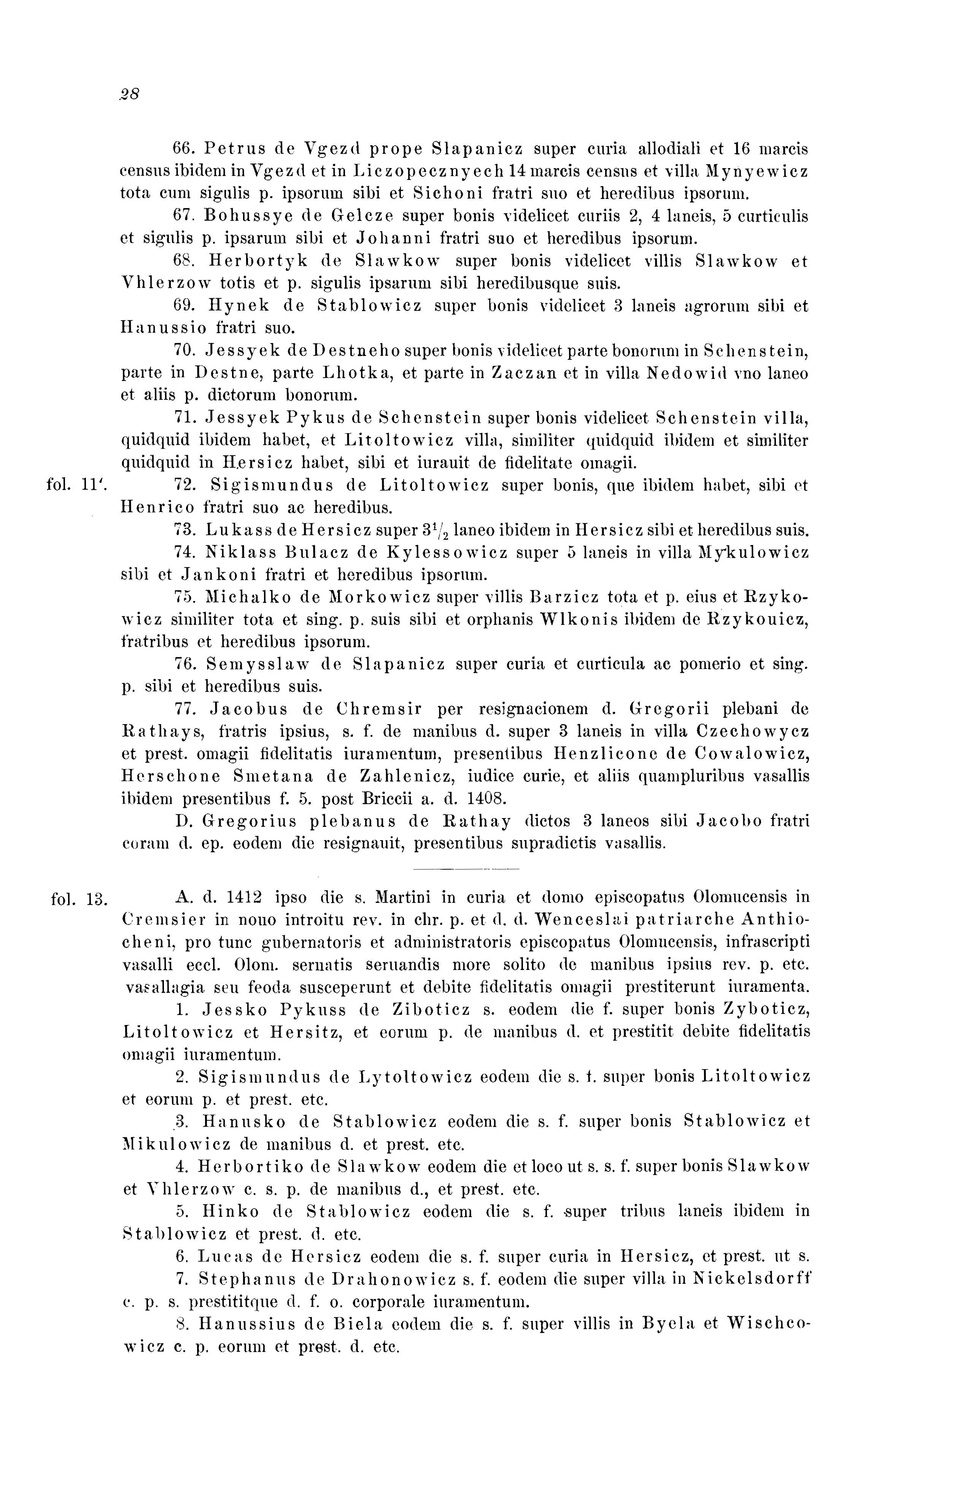 28
66. Petrus de Vgezd prope Slapanicz super curia allodiali et 16 marcis
census ibidem in Vgezd et in Liczopecznyech 14 marcis census et villa Mynyewicz
tota cum sigulis p. ipsorum sibi et Sichoni fratri suo et heredibus ipsorum.
67. Bohussye de Gelcze super bonis videlicet curiis 2, 4 laneis, 5 curticulis
et sigulis p. ipsarum sibi et Johanni fratri suo et heredibus ipsorum.
68. Herbortyk de Slawkow super bonis videlicet villis Slawkow et
Vhlerzow totis et p. sigulis ipsarum sibi heredibusque suis.
69. Hynek de Stablowicz super bonis videlicet 3 laneis agrorum sibi et
Hanussio fratri suo.
70. Jessyek de Destneho super bonis videlicet parte bonorum in Schenstein,
parte in Destne, parte Lhotka, et parte in Zaczan et in villa Nedowid vno laneo
et aliis p. dictorum bonorum.
71. Jessyek Pykus de Schenstein super bonis videlicet Schenstein villa,
quidquid ibidem habet, et Litoltowicz villa, similiter quidquid ibidem et similiter
quidquid in Hersicz habet, sibi et iurauit de fidelitate omagii.
fol. 11'. 72. Sigismundus de Litoltowicz super bonis, que ibidem habet, sibi et
Henrico fratri suo ac heredibus.
73. Lukass de Hersicz super 3 1/2 laneo ibidem in Hersicz sibi et heredibus suis.
74. Niklass Bulacz de Kylessowicz super 5 laneis in villa Mykulowicz
sibi et Jankoni fratri et heredibus ipsorum.
75. Michalko de Morkowicz super villis Barzicz tota et p. eius et Rzyko-
wicz similiter tota et sing. p. suis sibi et orphanis Wlkonis ibidem de Rzykouicz,
fratribus et heredibus ipsorum.
76. Semysslaw de Slapanicz super curia et curticula ac pomerio et sing.
p. sibi et heredibus suis.
77. Jacobus de Chremsir per resignacionem d. Gregorii plebani de
Rathays, fratris ipsius, s. f. de manibus d. super 3 laneis in villa Czechowycz
et prest. omagii fidelitatis iuramentum, presentibus Henzlicone de Cowalowicz,
Herschone Smetana de Zahlenicz, iudice curie, et aliis quampluribus vasallis
ibidem presentibus f. 5. post Briccii a. d. 1408.
D. Gregorius plebanus de Rathay dictos 3 laneos sibi Jacobo fratri
coram d. ep. eodem die resignauit, presentibus supradictis vasallis.
fol. 13. A. d. 1412 ipso die s. Martini in curia et domo episcopatus Olomucensis in
Cremsier in nouo introitu rev. in chr. p. et d. d. Wenceslai patriarche Anthio-
cheni, pro tunc gubernatoris et administratoris episcopatus Olomucensis, infrascripti
vasalli eccl. Olom. seruatis seruandis more solito de manibus ipsius rev. p. etc.
vasallagia seu feoda susceperunt et debite fidelitatis omagii prestiterunt iuramenta.
1. Jessko Pykuss de Ziboticz s. eodem die f. super bonis Zyboticz,
Litoltowicz et Hersitz, et eorum p. de manibus d. et prestitit debite fidelitatis
omagii iuramentum.
2. Sigismundus de Lytoltowicz eodem die s. f. super bonis Litoltowicz
et eorum p. et prest. etc.
3. Hanusko de Stablowicz eodem die s. f. super bonis Stablowicz et
Mikulowicz de manibus d. et prest. etc.
4. Herbortiko de Slawkow eodem die et loco ut s. s. f. super bonis Slawkow
et Vhlerzow c. s. p. de manibus d., et prest. etc.
5. Hinko de Stablowicz eodem die s. f. super tribus laneis ibidem in
Stablowicz et prest. d. etc.
6. Lucas de Hersicz eodem die s. f. super curia in Hersicz, et prest. ut s.
7. Stephanus de Drahonowicz s. f. eodem die super villa in Nickelsdorff
c. p. s. prestititque d. f. o. corporale iuramentum.
8. Hanussius de Biela eodem die s. f. super villis in Byela et Wischco-
wicz c. p. eorum et prest. d. etc.